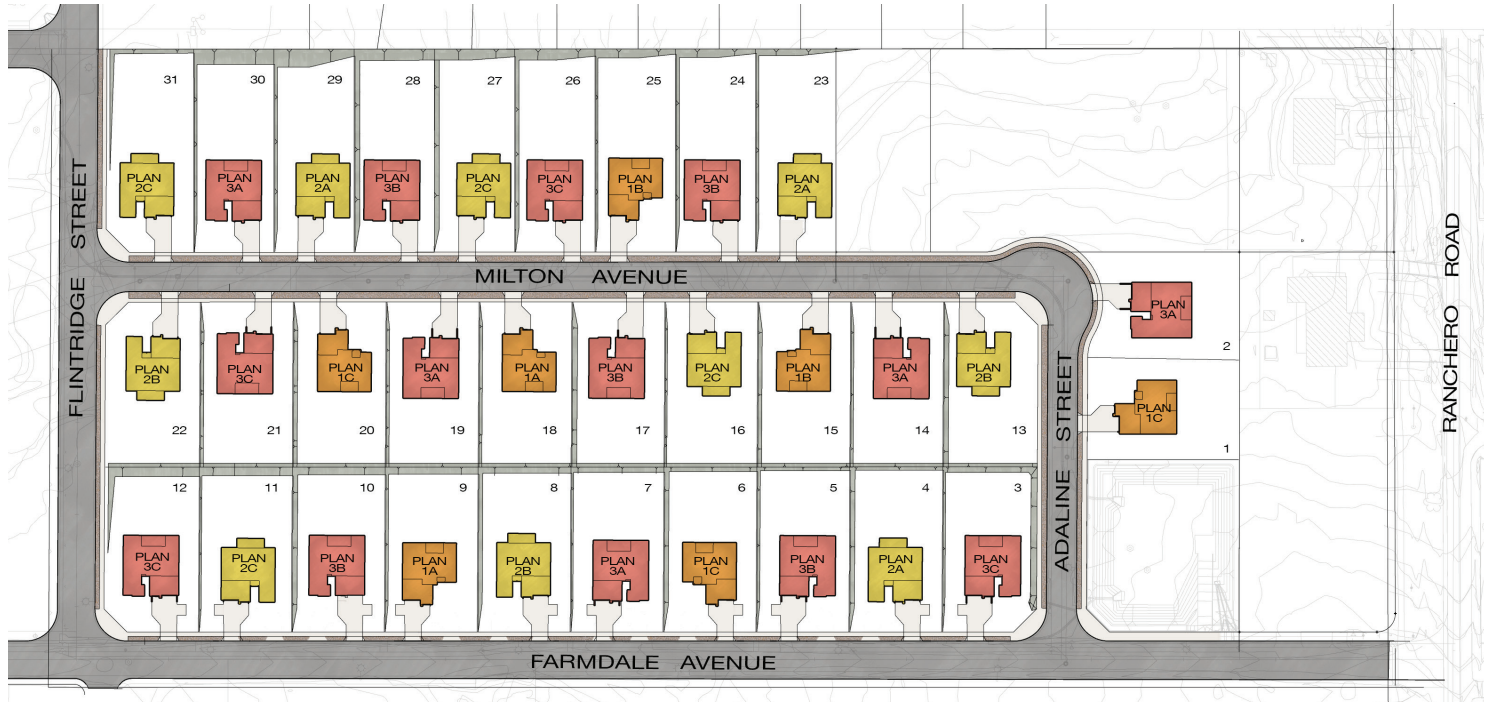 31
30
29
28
27
26
25
24
23
PLAN
2C
PLAN
3A
PLAN
2A
PLAN
3B
PLAN
2C
PLAN
3C
PLAN
1B
PLAN
3B
PLAN
2A
FLINTRIDGE STREET
MILTON AVENUE
RANCHERO ROAD
PLAN
3A
2
PLAN
2B
PLAN
3C
PLAN
1C
PLAN
3A
PLAN
1A
PLAN
3B
PLAN
2C
PLAN
1B
PLAN
3A
PLAN
2B
ADALINE STREET
PLAN
1C
1
22
21
20
19
18
17
16
15
14
13
12
11
10
9
8
7
6
5
4
3
PLAN
3C
PLAN
2C
PLAN
3B
PLAN
1A
PLAN
2B
PLAN
3A
PLAN
1C
PLAN
3B
PLAN
2A
PLAN
3C
FARMDALE AVENUE